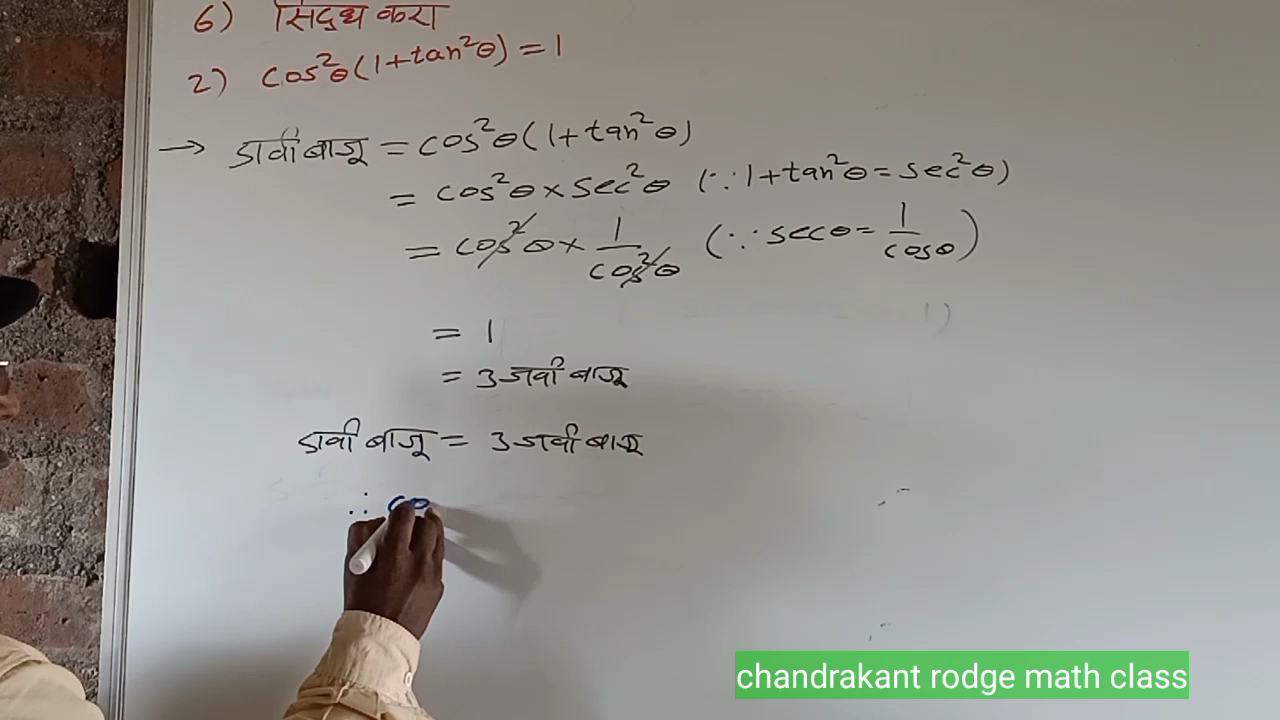 6) सिद्ध करा
2) cos²θ(1+tan²θ) = 1
→ डावी बाजू = cos²θ(1+tan²θ)
= cos²θ × sec²θ (∵ 1+tan²θ = sec²θ)
= cos²θ × 1/cos²θ (∵ secθ = 1/cosθ)
= 1
= उजवी बाजू
डावी बाजू = उजवी बाजू
∴ co
chandrakant rodge math class